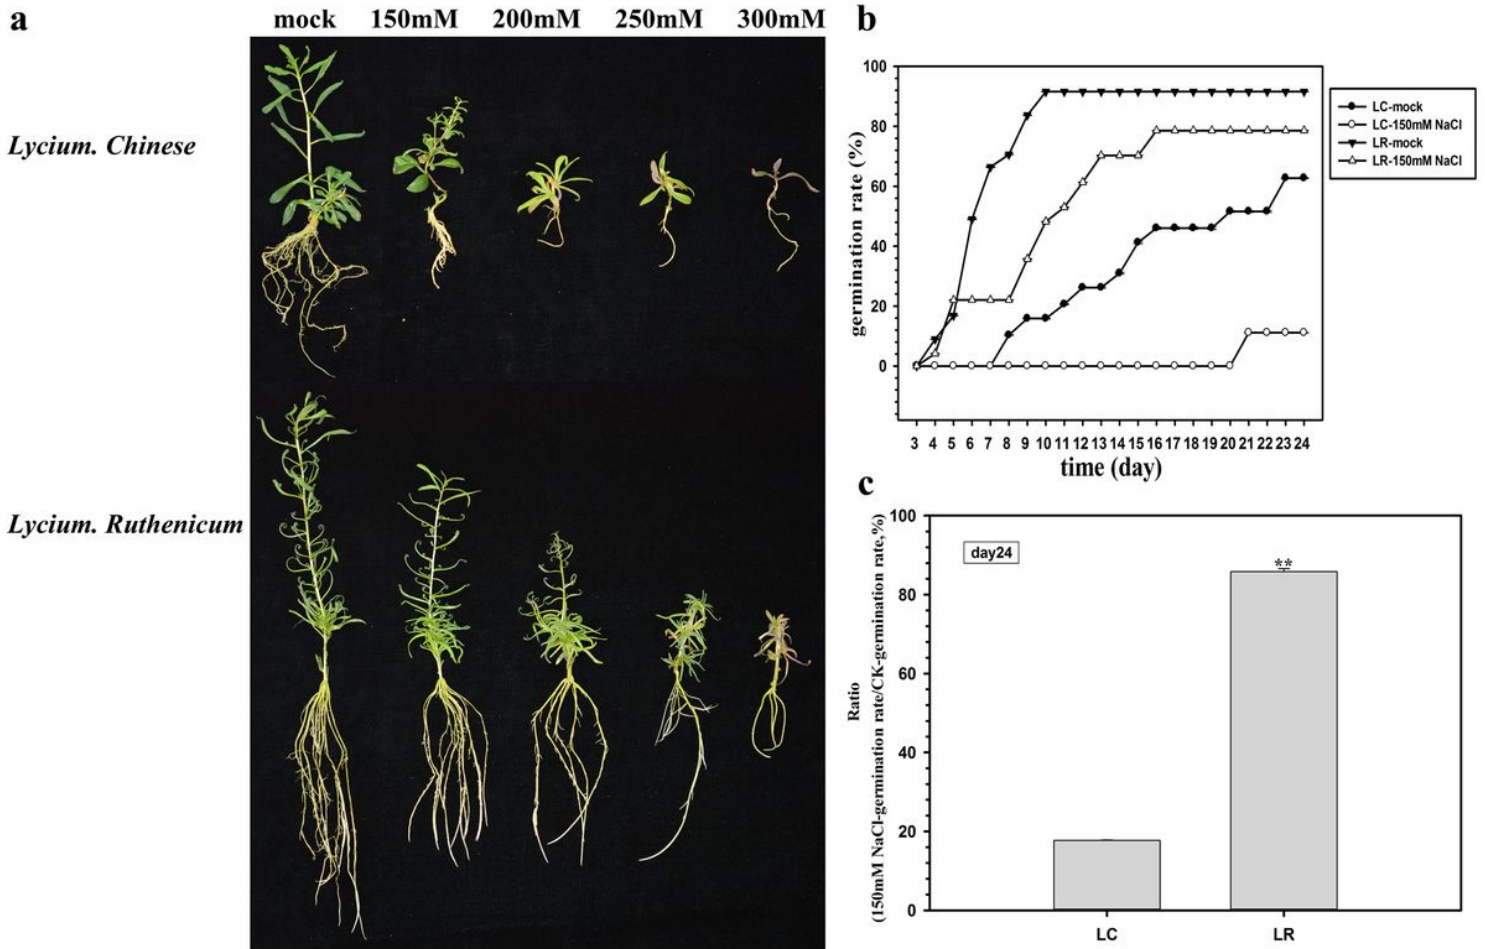 a
mock 150mM 200mM 250mM 300mM
Lycium. Chinese
Lycium. Ruthenicum
b
100
80
60
40
20
0
germination rate (%)
3 4 5 6 7 8 9 10 11 12 13 14 15 16 17 18 19 20 21 22 23 24
time (day)
LC-mock
LC-150mM NaCl
LR-mock
LR-150mM NaCl
c
100
80
60
40
20
0
Ratio
(150mM NaCl-germination rate/CK-germination rate,%)
day24
**
LC LR